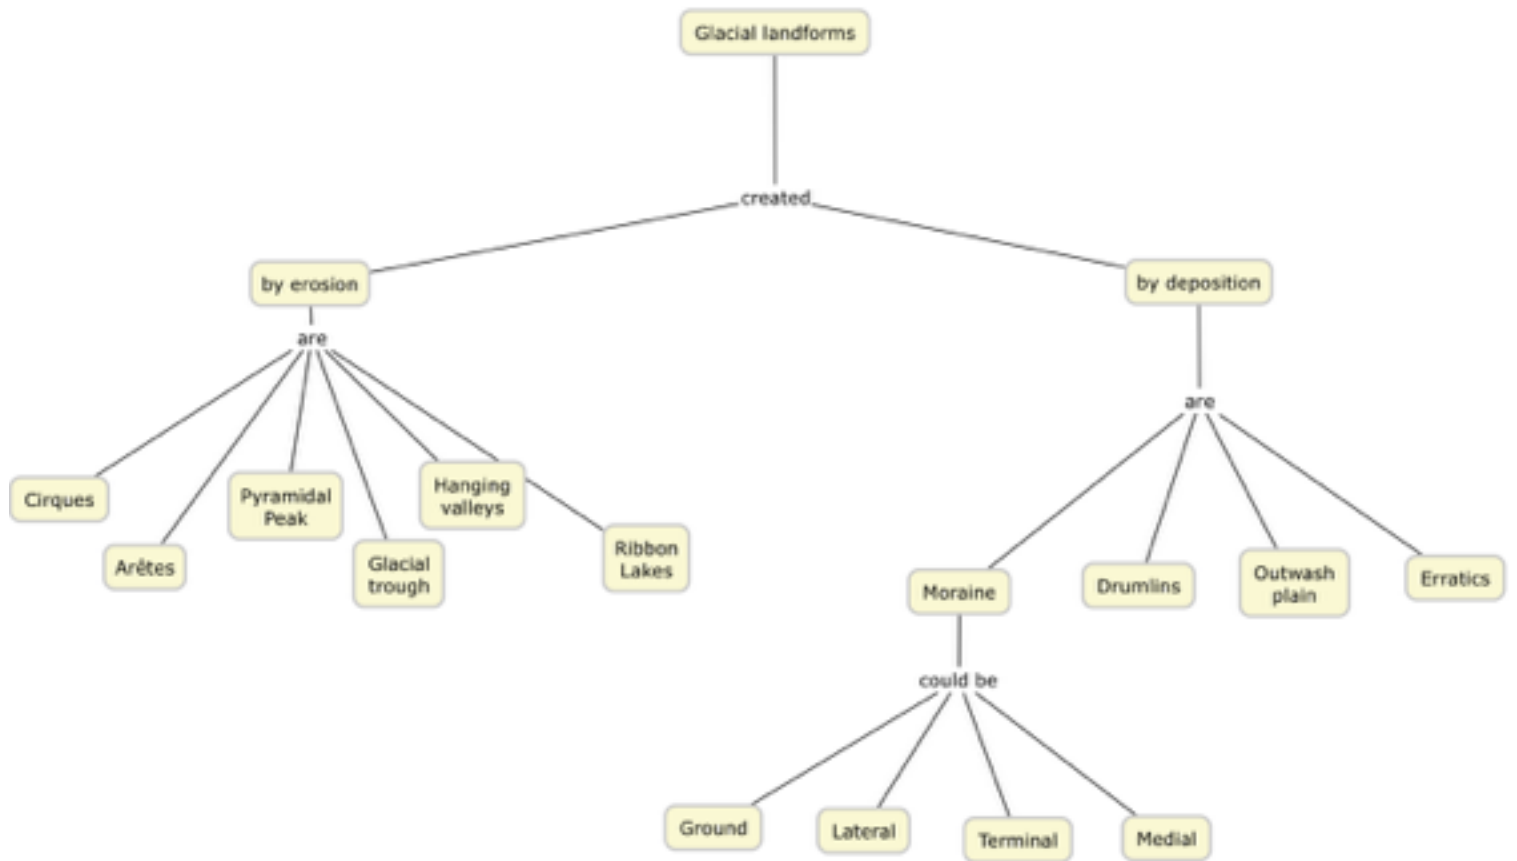 Glacial landforms
created
by erosion
by deposition
are
are
Cirques
Arêtes
Pyramidal
Peak
Glacial
trough
Hanging
valleys
Ribbon
Lakes
Moraine
Drumlins
Outwash
plain
Erratics
could be
Ground
Lateral
Terminal
Medial